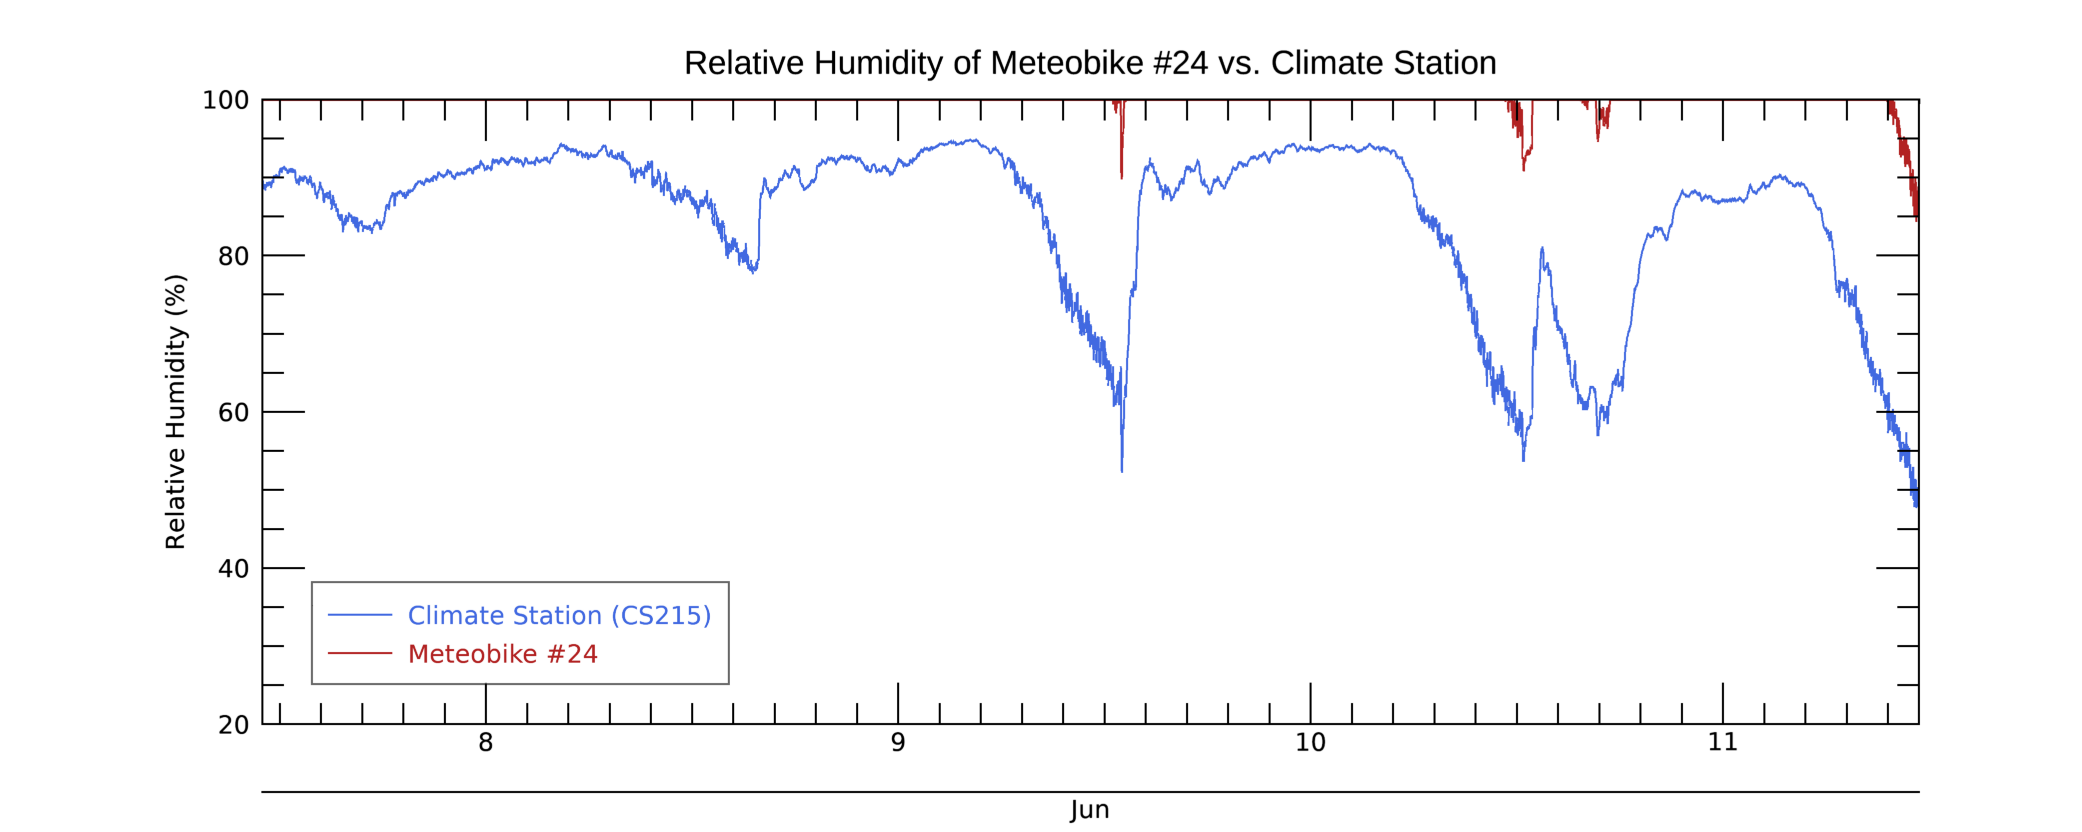 Relative Humidity of Meteobike #24 vs. Climate Station
Relative Humidity (%)
100
80
60
40
20
Climate Station (CS215)
Meteobike #24
8 9 10 11
Jun